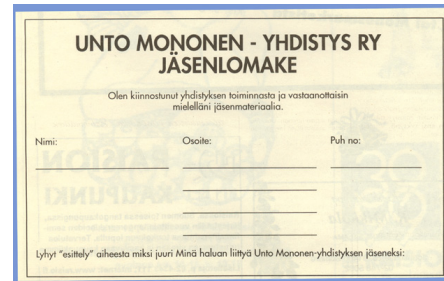 UNTO MONONEN - YHDISTYS RY
JÄSENLOMAKE
Olen kiinnostunut yhdistyksen toiminnasta ja vastaanottaisin
mielelläni jäsenmateriaalia.
Nimi: Osoite: Puh no:
Lyhyt "esittely" aiheesta miksi juuri Minä haluan liittyä Unto Mononen-yhdistyksen jäseneksi: